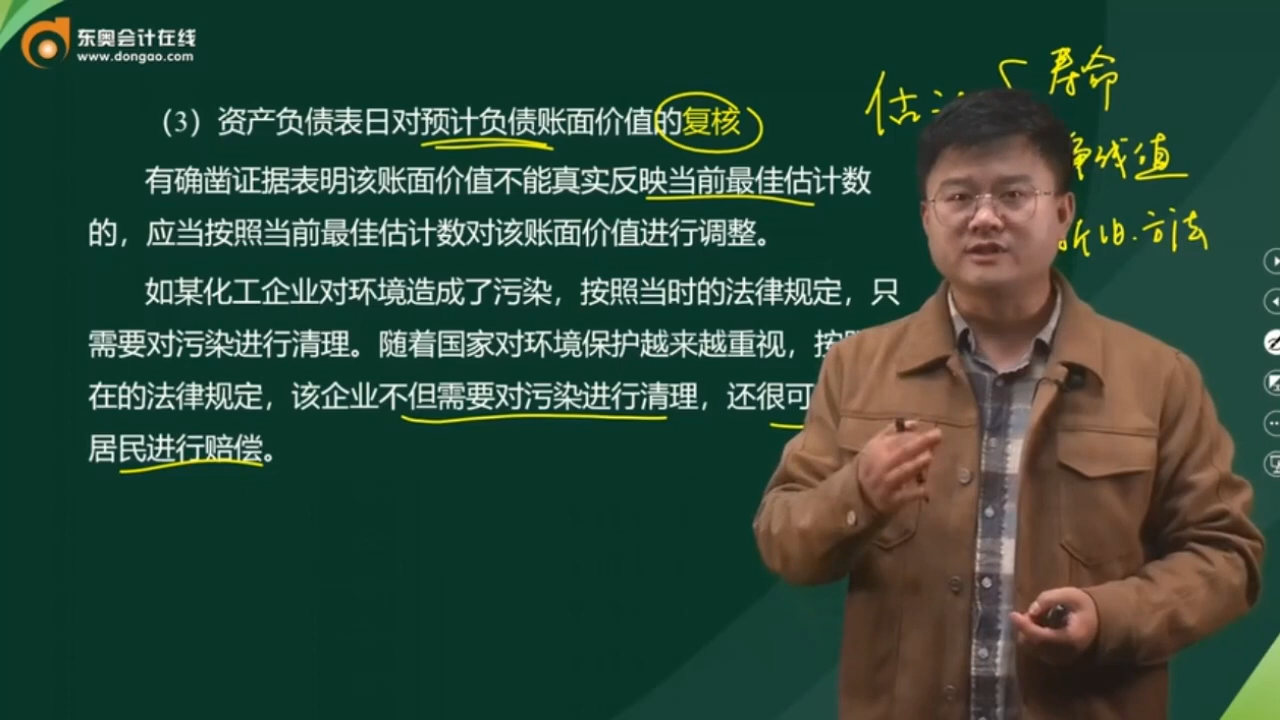 东奥会计在线
www.dongao.com
（3）资产负债表日对预计负债账面价值的复核
有确凿证据表明该账面价值不能真实反映当前最佳估计数
的，应当按照当前最佳估计数对该账面价值进行调整。
如某化工企业对环境造成了污染，按照当时的法律规定，只
需要对污染进行清理。随着国家对环境保护越来越重视，按
在的法律规定，该企业不但需要对污染进行清理，还很可
居民进行赔偿。
估
寿命
残值
方法